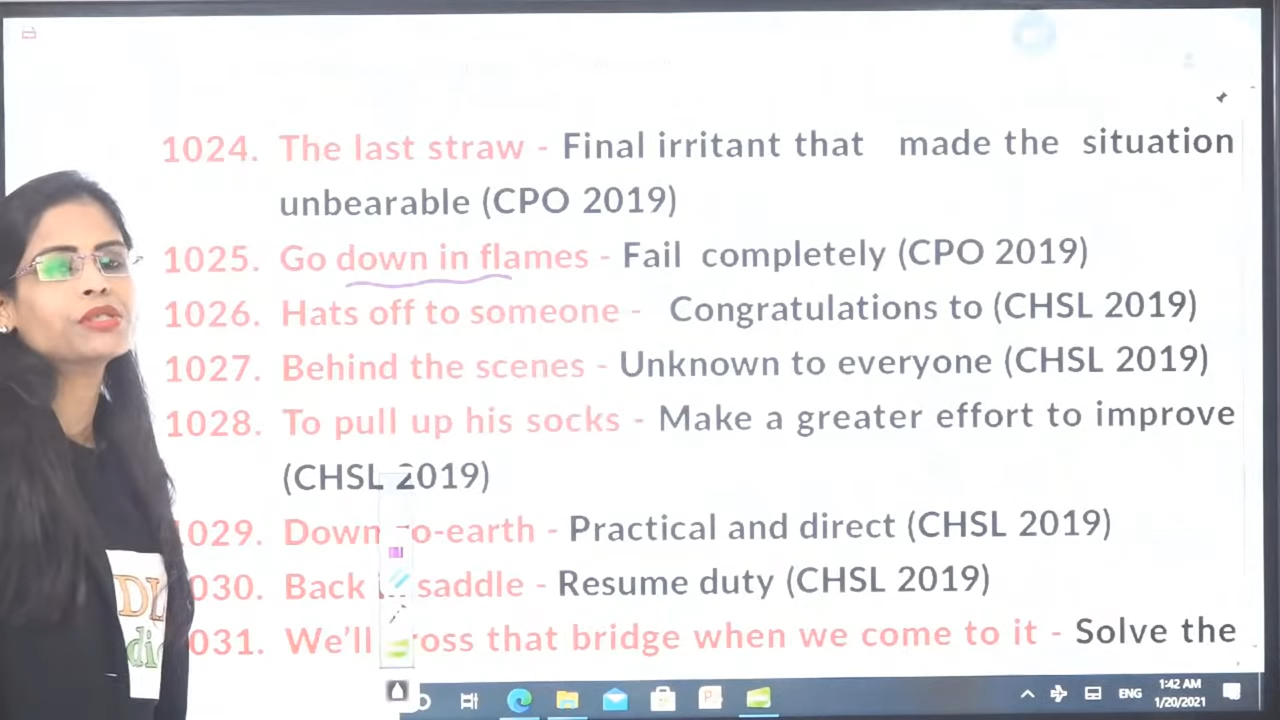 1024. The last straw - Final irritant that made the situation
unbearable (CPO 2019)
1025. Go down in flames - Fail completely (CPO 2019)
1026. Hats off to someone - Congratulations to (CHSL 2019)
1027. Behind the scenes - Unknown to everyone (CHSL 2019)
1028. To pull up his socks - Make a greater effort to improve
(CHSL 2019)
029. Down o-earth - Practical and direct (CHSL 2019)
030. Back saddle - Resume duty (CHSL 2019)
031. We'll ross that bridge when we come to it - Solve the
ENG
1:42 AM
1/20/2021